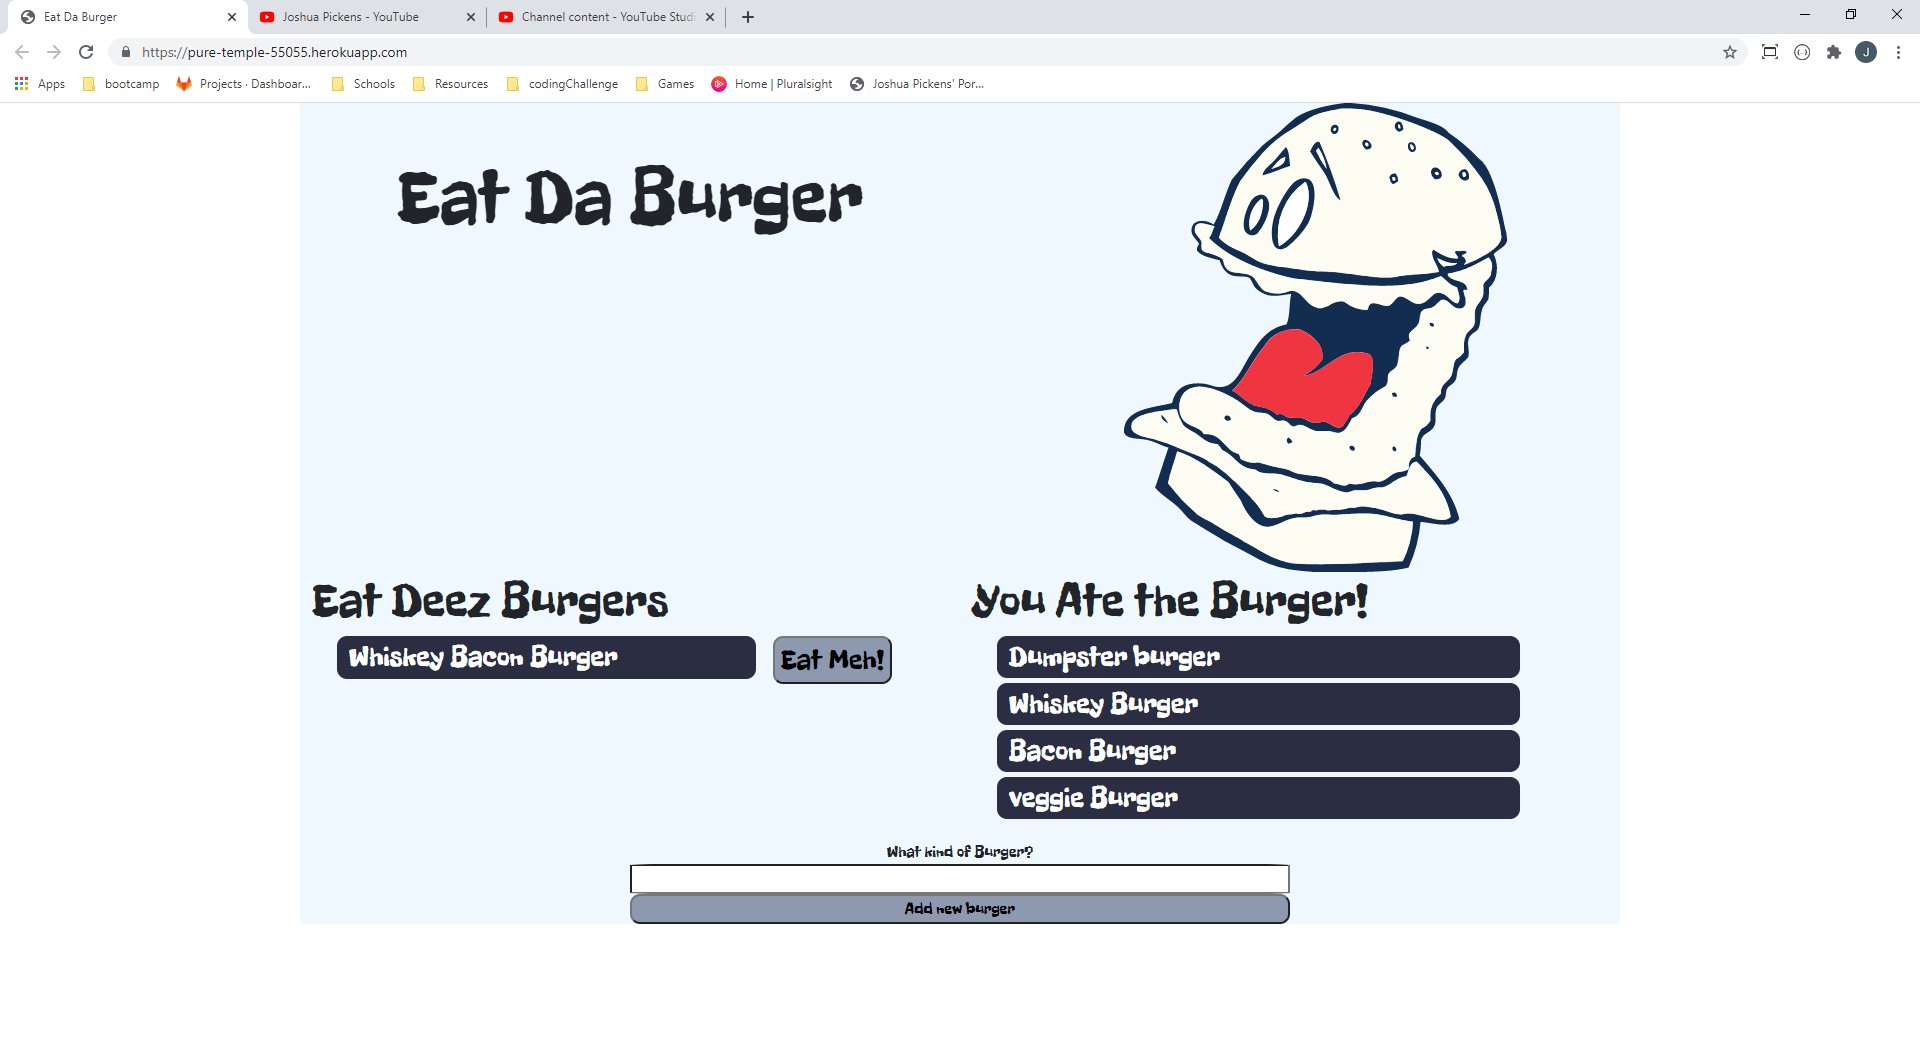 Eat Da Burger
Joshua Pickens - YouTube
Channel content - YouTube Studi
https://pure-temple-55055.herokuapp.com
J
Apps
bootcamp
Projects · Dashboar...
Schools
Resources
codingChallenge
Games
Home | Pluralsight
Joshua Pickens' Por...
Eat Da Burger
Eat Deez Burgers
Whiskey Bacon Burger
Eat Meh!
You Ate the Burger!
Dumpster burger
Whiskey Burger
Bacon Burger
veggie Burger
What kind of Burger?
Add new burger